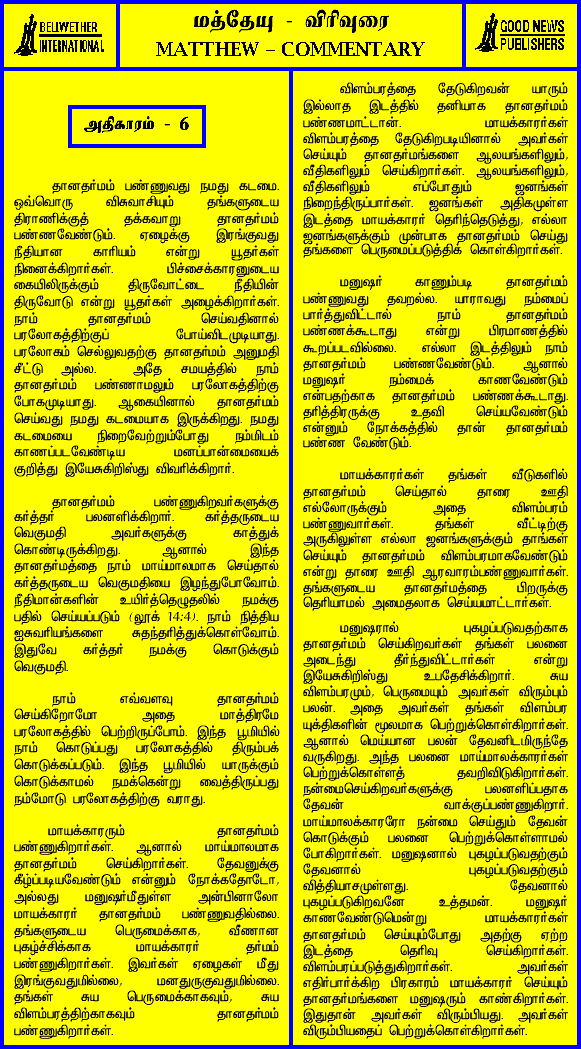 BELIWETHER
INTERNATIONAL
மத்தேயு - விரிவுரை
MATTHEW – COMMENTARY
GOOD NEWS
PUBLISHERS
அதிகாரம் - 6
தானதர்மம் பண்ணுவது நமது கடமை.
ஒவ்வொரு விசுவாசியும் தங்களுடைய
திராணிக்குத் தக்கவாறு தானதர்மம்
பண்ணவேண்டும். ஏழைக்கு இரங்குவது
நீதியான காரியம் என்று யூதர்கள்
நினைக்கிறார்கள். பிச்சைக்காரனுடைய
கையிலிருக்கும் திருவோட்டை நீதியின்
திருவோடு என்று யூதர்கள் அழைக்கிறார்கள்.
நாம் தானதர்மம் செய்வதினால்
பரலோகத்திற்குப் போய்விடமுடியாது.
பரலோகம் செல்லுவதற்கு தானதர்மம் அனுமதி
சீட்டு அல்ல. அதே சமயத்தில் நாம்
தானதர்மம் பண்ணாமலும் பரலோகத்திற்கு
போகமுடியாது. ஆகையினால் தானதர்மம்
செய்வது நமது கடமையாக இருக்கிறது. நமது
கடமையை நிறைவேற்றும்போது நம்மிடம்
காணப்படவேண்டிய மனப்பான்மையைக்
குறித்து இயேசுகிறிஸ்து விவரிக்கிறார்.
தானதர்மம் பண்ணுகிறவர்களுக்கு
கர்த்தர் பலனளிக்கிறார். கர்த்தருடைய
வெகுமதி அவர்களுக்கு காத்துக்
கொண்டிருக்கிறது. ஆனால் இந்த
தானதர்மத்தை நாம் மாய்மாலமாக செய்தால்
கர்த்தருடைய வெகுமதியை இழந்துபோவோம்.
நீதிமான்களின் உயிர்த்தெழுதலில் நமக்கு
பதில் செய்யப்படும் (லூக் 14:4). நாம் நித்திய
ஐசுவரியங்களை சுதந்தரித்துக்கொள்வோம்.
இதுவே கர்த்தர் நமக்கு கொடுக்கும்
வெகுமதி.
நாம் எவ்வளவு தானதர்மம்
செய்கிறோமோ அதை மாத்திரமே
பரலோகத்தில் பெற்றிருப்போம். இந்த பூமியில்
நாம் கொடுப்பது பரலோகத்தில் திரும்பக்
கொடுக்கப்படும். இந்த பூமியில் யாருக்கும்
கொடுக்காமல் நமக்கென்று வைத்திருப்பது
நம்மோடு பரலோகத்திற்கு வராது.
மாயக்காரரும் தானதர்மம்
பண்ணுகிறார்கள். ஆனால் மாய்மாலமாக
தானதர்மம் செய்கிறார்கள். தேவனுக்கு
கீழ்ப்படியவேண்டும் என்னும் நோக்கதோடோ,
அல்லது மனுஷர்மீதுள்ள அன்பினாலோ
மாயக்காரர் தானதர்மம் பண்ணுவதில்லை.
தங்களுடைய பெருமைக்காக, வீணான
புகழ்ச்சிக்காக மாயக்காரர் தர்மம்
பண்ணுகிறார்கள். இவர்கள் ஏழைகள் மீது
இரங்குவதுமில்லை, மனதுருகுவதுமில்லை.
தங்கள் சுய பெருமைக்காகவும், சுய
விளம்பரத்திற்காகவும் தானதர்மம்
பண்ணுகிறார்கள்.
விளம்பரத்தை தேடுகிறவன் யாரும்
இல்லாத இடத்தில் தனியாக தானதர்மம்
பண்ணமாட்டான். மாயக்காரர்கள்
விளம்பரத்தை தேடுகிறபடியினால் அவர்கள்
செய்யும் தானதர்மங்களை ஆலயங்களிலும்,
வீதிகளிலும் செய்கிறார்கள். ஆலயங்களிலும்,
வீதிகளிலும் எப்போதும் ஜனங்கள்
நிறைந்திருப்பார்கள். ஜனங்கள் அதிகமுள்ள
இடத்தை மாயக்காரர் தெரிந்தெடுத்து, எல்லா
ஜனங்களுக்கும் முன்பாக தானதர்மம் செய்து
தங்களை பெருமைப்படுத்திக் கொள்கிறார்கள்.
மனுஷர் காணும்படி தானதர்மம்
பண்ணுவது தவறல்ல. யாராவது நம்மைப்
பார்த்துவிட்டால் நாம் தானதர்மம்
பண்ணக்கூடாது என்று பிரமாணத்தில்
கூறப்படவில்லை. எல்லா இடத்திலும் நாம்
தானதர்மம் பண்ணவேண்டும். ஆனால்
மனுஷர் நம்மைக் காணவேண்டும்
என்பதற்காக தானதர்மம் பண்ணக்கூடாது.
தரித்திரருக்கு உதவி செய்யவேண்டும்
என்னும் நோக்கத்தில் தான் தானதர்மம்
பண்ண வேண்டும்.
மாயக்காரர்கள் தங்கள் வீடுகளில்
தானதர்மம் செய்தால் தாரை ஊதி
எல்லோருக்கும் அதை விளம்பரம்
பண்ணுவார்கள். தங்கள் வீட்டிற்கு
அருகிலுள்ள எல்லா ஜனங்களுக்கும் தாங்கள்
செய்யும் தானதர்மம் விளம்பரமாகவேண்டும்
என்று தாரை ஊதி ஆரவாரம்பண்ணுவார்கள்.
தங்களுடைய தானதர்மத்தை பிறருக்கு
தெரியாமல் அமைதலாக செய்யமாட்டார்கள்.
மனுஷரால் புகழப்படுவதற்காக
தானதர்மம் செய்கிறவர்கள் தங்கள் பலனை
அடைந்து தீர்ந்துவிட்டார்கள் என்று
இயேசுகிறிஸ்து உபதேசிக்கிறார். சுய
விளம்பரமும், பெருமையும் அவர்கள் விரும்பும்
பலன். அதை அவர்கள் தங்கள் விளம்பர
யுக்திகளின் மூலமாக பெற்றுக்கொள்கிறார்கள்.
ஆனால் மெய்யான பலன் தேவனிடமிருந்தே
வருகிறது. அந்த பலனை மாய்மாலக்காரர்கள்
பெற்றுக்கொள்ளத் தவறிவிடுகிறார்கள்.
நன்மைசெய்கிறவர்களுக்கு பலனளிப்பதாக
தேவன் வாக்குப்பண்ணுகிறார்.
மாய்மாலக்காரரோ நன்மை செய்தும் தேவன்
கொடுக்கும் பலனை பெற்றுக்கொள்ளாமல்
போகிறார்கள். மனுஷனால் புகழப்படுவதற்கும்
தேவனால் புகழப்படுவதற்கும்
வித்தியாசமுள்ளது. தேவனால்
புகழப்படுகிறவனே உத்தமன். மனுஷர்
காணவேண்டுமென்று மாயக்காரர்கள்
தானதர்மம் செய்யும்போது அதற்கு ஏற்ற
இடத்தை தெரிவு செய்கிறார்கள்.
விளம்பரப்படுத்துகிறார்கள். அவர்கள்
எதிர்பார்க்கிற பிரகாரம் மாயக்காரர் செய்யும்
தானதர்மங்களை மனுஷரும் காண்கிறார்கள்.
இதுதான் அவர்கள் விரும்பியது. அவர்கள்
விரும்பியதைப் பெற்றுக்கொள்கிறார்கள்.